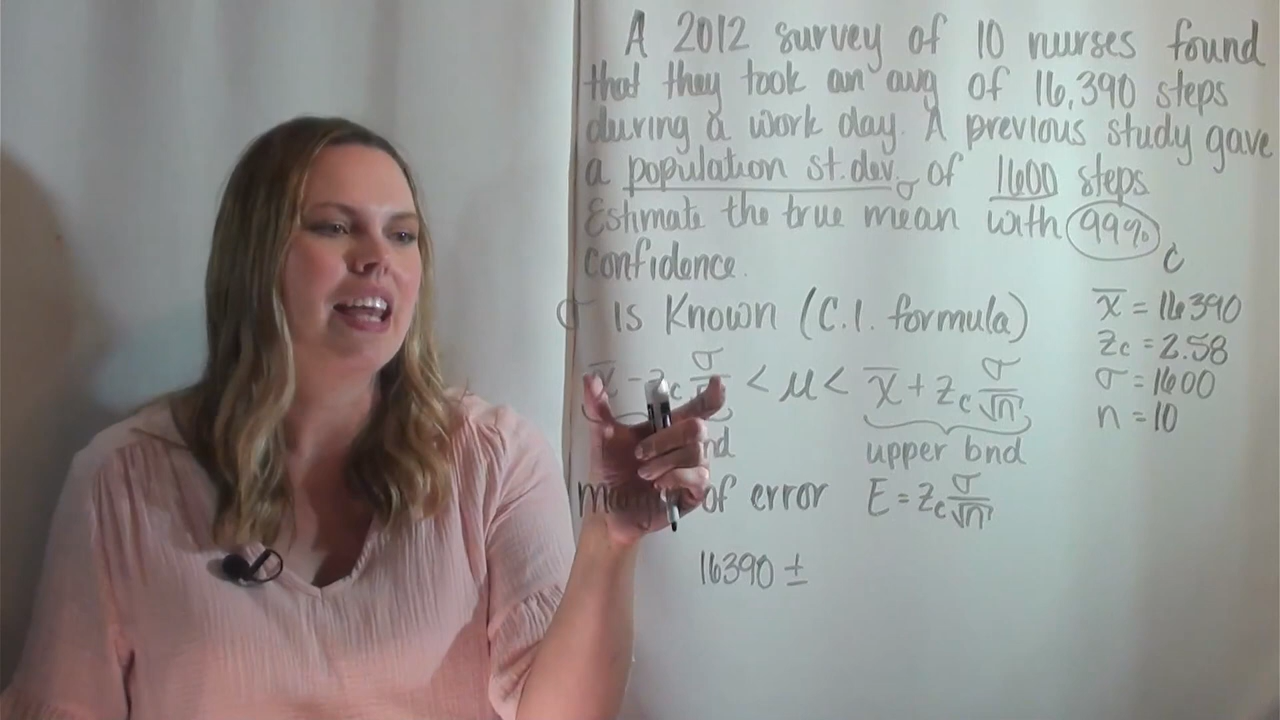 A 2012 survey of 10 nurses found
that they took an avg of 16,390 steps
during a work day. A previous study gave
a population st.dev. σ of 1600 steps
Estimate the true mean with 99%
confidence. c
σ is Known (C.I. formula)
x̄ = 16390
zc = 2.58
σ = 1600
n = 10
x̄ - zc σ < μ < x̄ + zc σ/√n
upper bnd
of error E = zc σ/√n
16390 ±